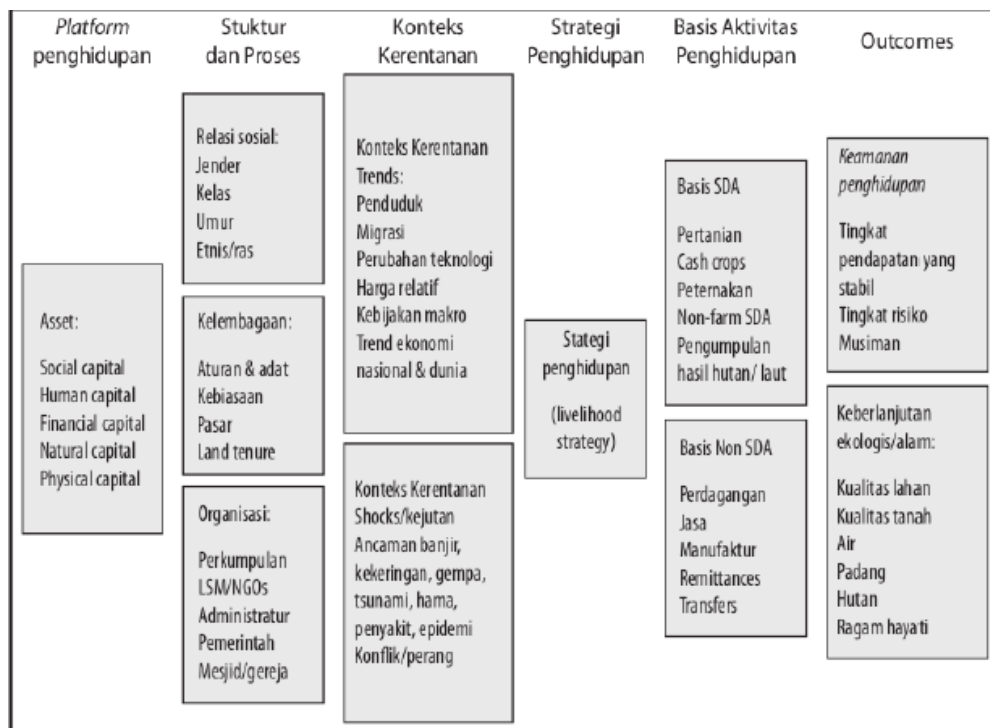 Platform
penghidupan
Stuktur
dan Proses
Konteks
Kerentanan
Strategi
Penghidupan
Basis Aktivitas
Penghidupan
Outcomes
Asset:
Social capital
Human capital
Financial capital
Natural capital
Physical capital
Relasi sosial:
Jender
Kelas
Umur
Etnis/ras
Kelembagaan:
Aturan & adat
Kebiasaan
Pasar
Land tenure
Organisasi:
Perkumpulan
LSM/NGOs
Administratur
Pemerintah
Mesjid/gereja
Konteks Kerentanan
Trends:
Penduduk
Migrasi
Perubahan teknologi
Harga relatif
Kebijakan makro
Trend ekonomi
nasional & dunia
Konteks Kerentanan
Shocks/kejutan
Ancaman banjir,
kekeringan, gempa,
tsunami, hama,
penyakit, epidemi
Konflik/perang
Stategi
penghidupan
(livelihood
strategy)
Basis SDA
Pertanian
Cash crops
Peternakan
Non-farm SDA
Pengumpulan
hasil hutan/ laut
Basis Non SDA
Perdagangan
Jasa
Manufaktur
Remittances
Transfers
Keamanan
penghidupan
Tingkat
pendapatan yang
stabil
Tingkat risiko
Musiman
Keberlanjutan
ekologis/alam:
Kualitas lahan
Kualitas tanah
Air
Padang
Hutan
Ragam hayati